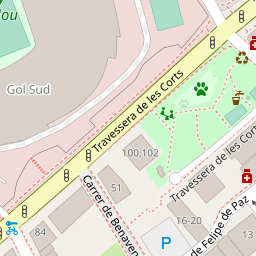 lou
Gol Sud
Travessera de les Corts
100,102
Travessera de les Corts
51
Carrer de Benaven
16-20
de Felipe de Paz
13
84
P